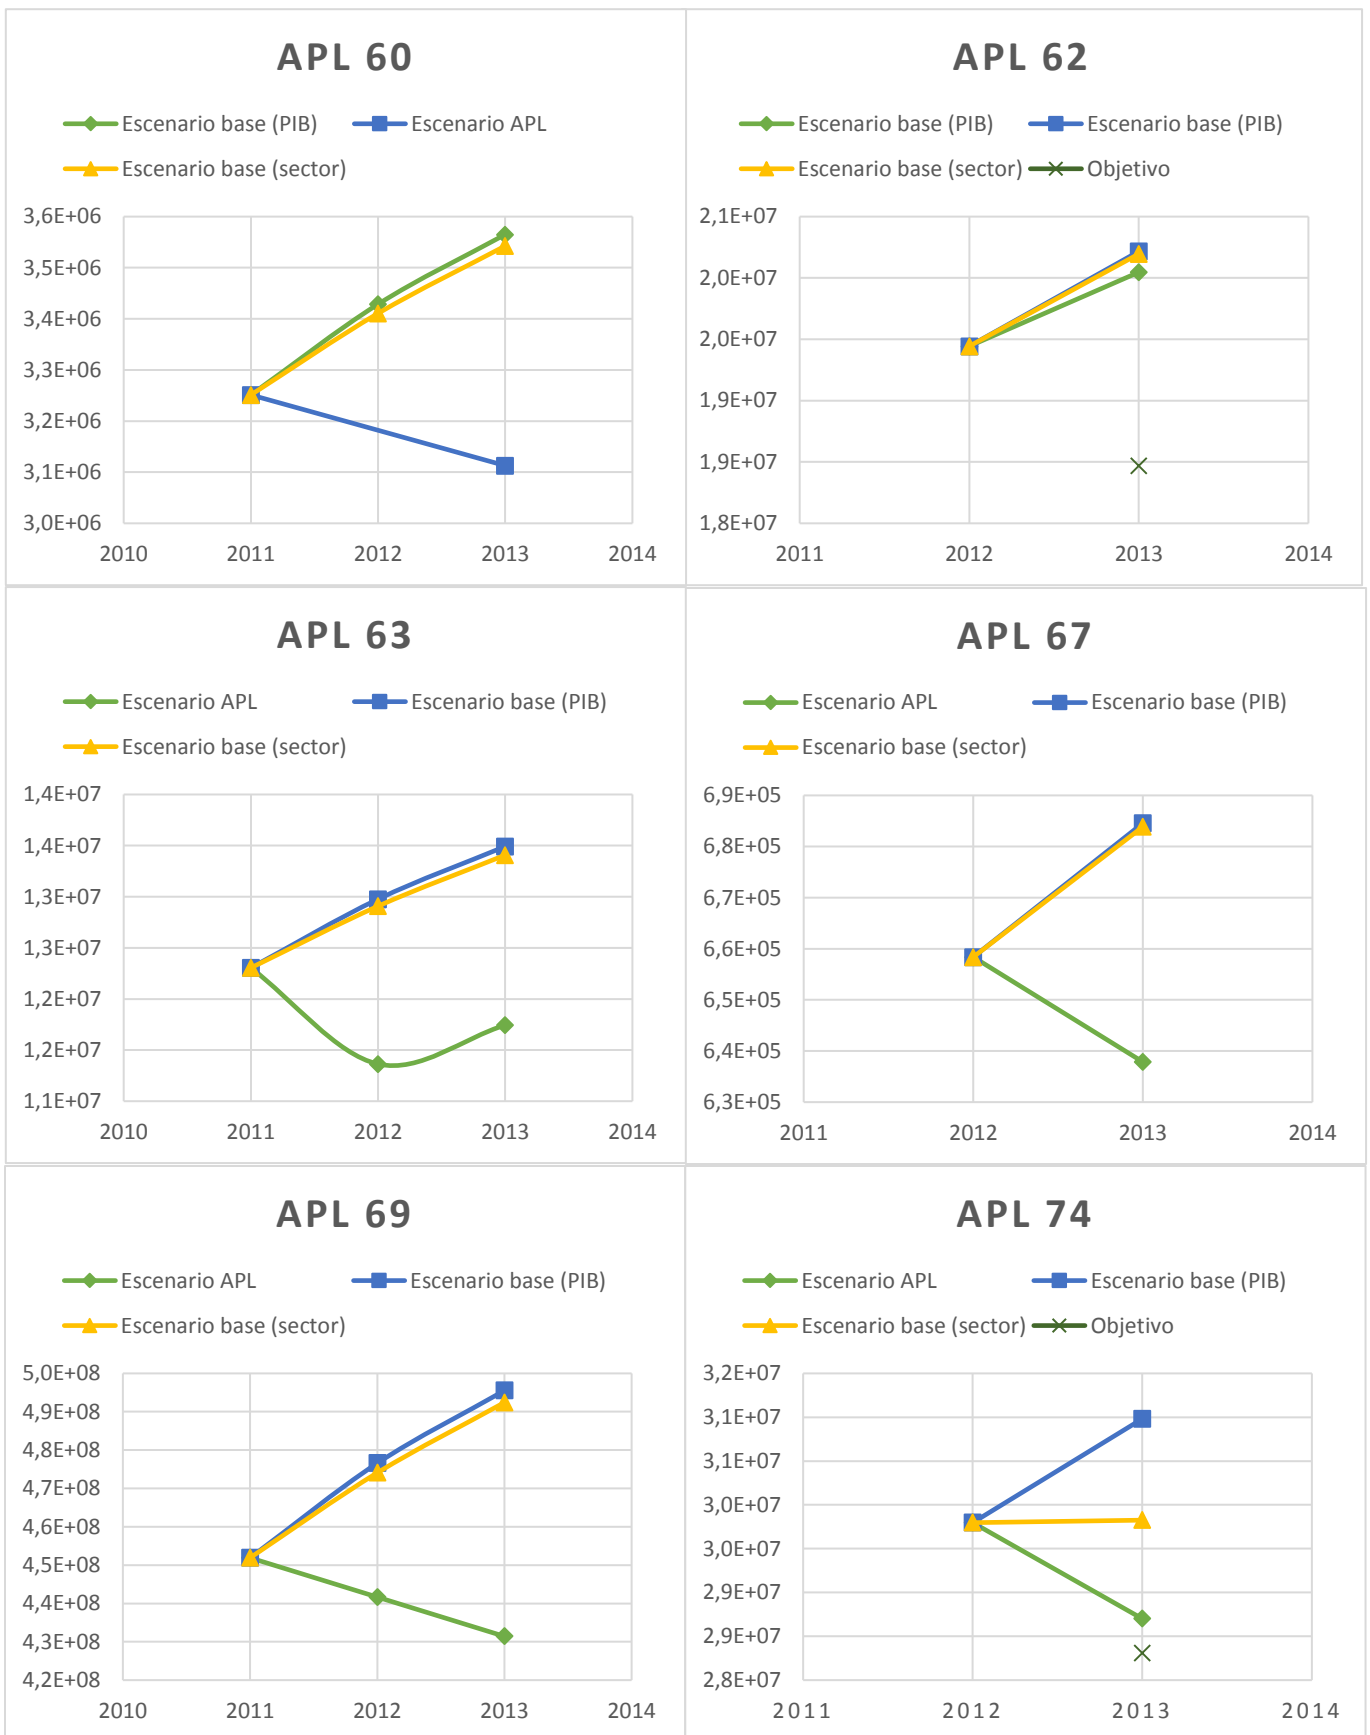 APL 60
Escenario base (PIB) Escenario APL
Escenario base (sector)
3,6E+06
3,5E+06
3,4E+06
3,3E+06
3,2E+06
3,1E+06
3,0E+06
2010 2011 2012 2013 2014
APL 62
Escenario base (PIB) Escenario base (PIB)
Escenario base (sector) Objetivo
2,1E+07
2,0E+07
2,0E+07
1,9E+07
1,9E+07
1,8E+07
2011 2012 2013 2014
APL 63
Escenario APL Escenario base (PIB)
Escenario base (sector)
1,4E+07
1,4E+07
1,3E+07
1,3E+07
1,2E+07
1,2E+07
1,1E+07
2010 2011 2012 2013 2014
APL 67
Escenario APL Escenario base (PIB)
Escenario base (sector)
6,9E+05
6,8E+05
6,7E+05
6,6E+05
6,5E+05
6,4E+05
6,3E+05
2011 2012 2013 2014
APL 69
Escenario APL Escenario base (PIB)
Escenario base (sector)
5,0E+08
4,9E+08
4,8E+08
4,7E+08
4,6E+08
4,5E+08
4,4E+08
4,3E+08
4,2E+08
2010 2011 2012 2013 2014
APL 74
Escenario APL Escenario base (PIB)
Escenario base (sector) Objetivo
3,2E+07
3,1E+07
3,1E+07
3,0E+07
3,0E+07
2,9E+07
2,9E+07
2,8E+07
2011 2012 2013 2014